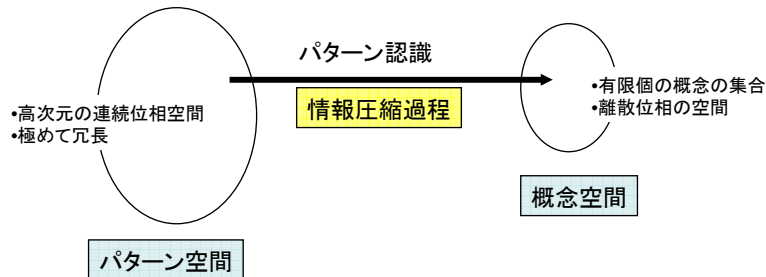 パターン認識
情報圧縮過程
•高次元の連続位相空間
•極めて冗長
•有限個の概念の集合
•離散位相の空間
概念空間
パターン空間